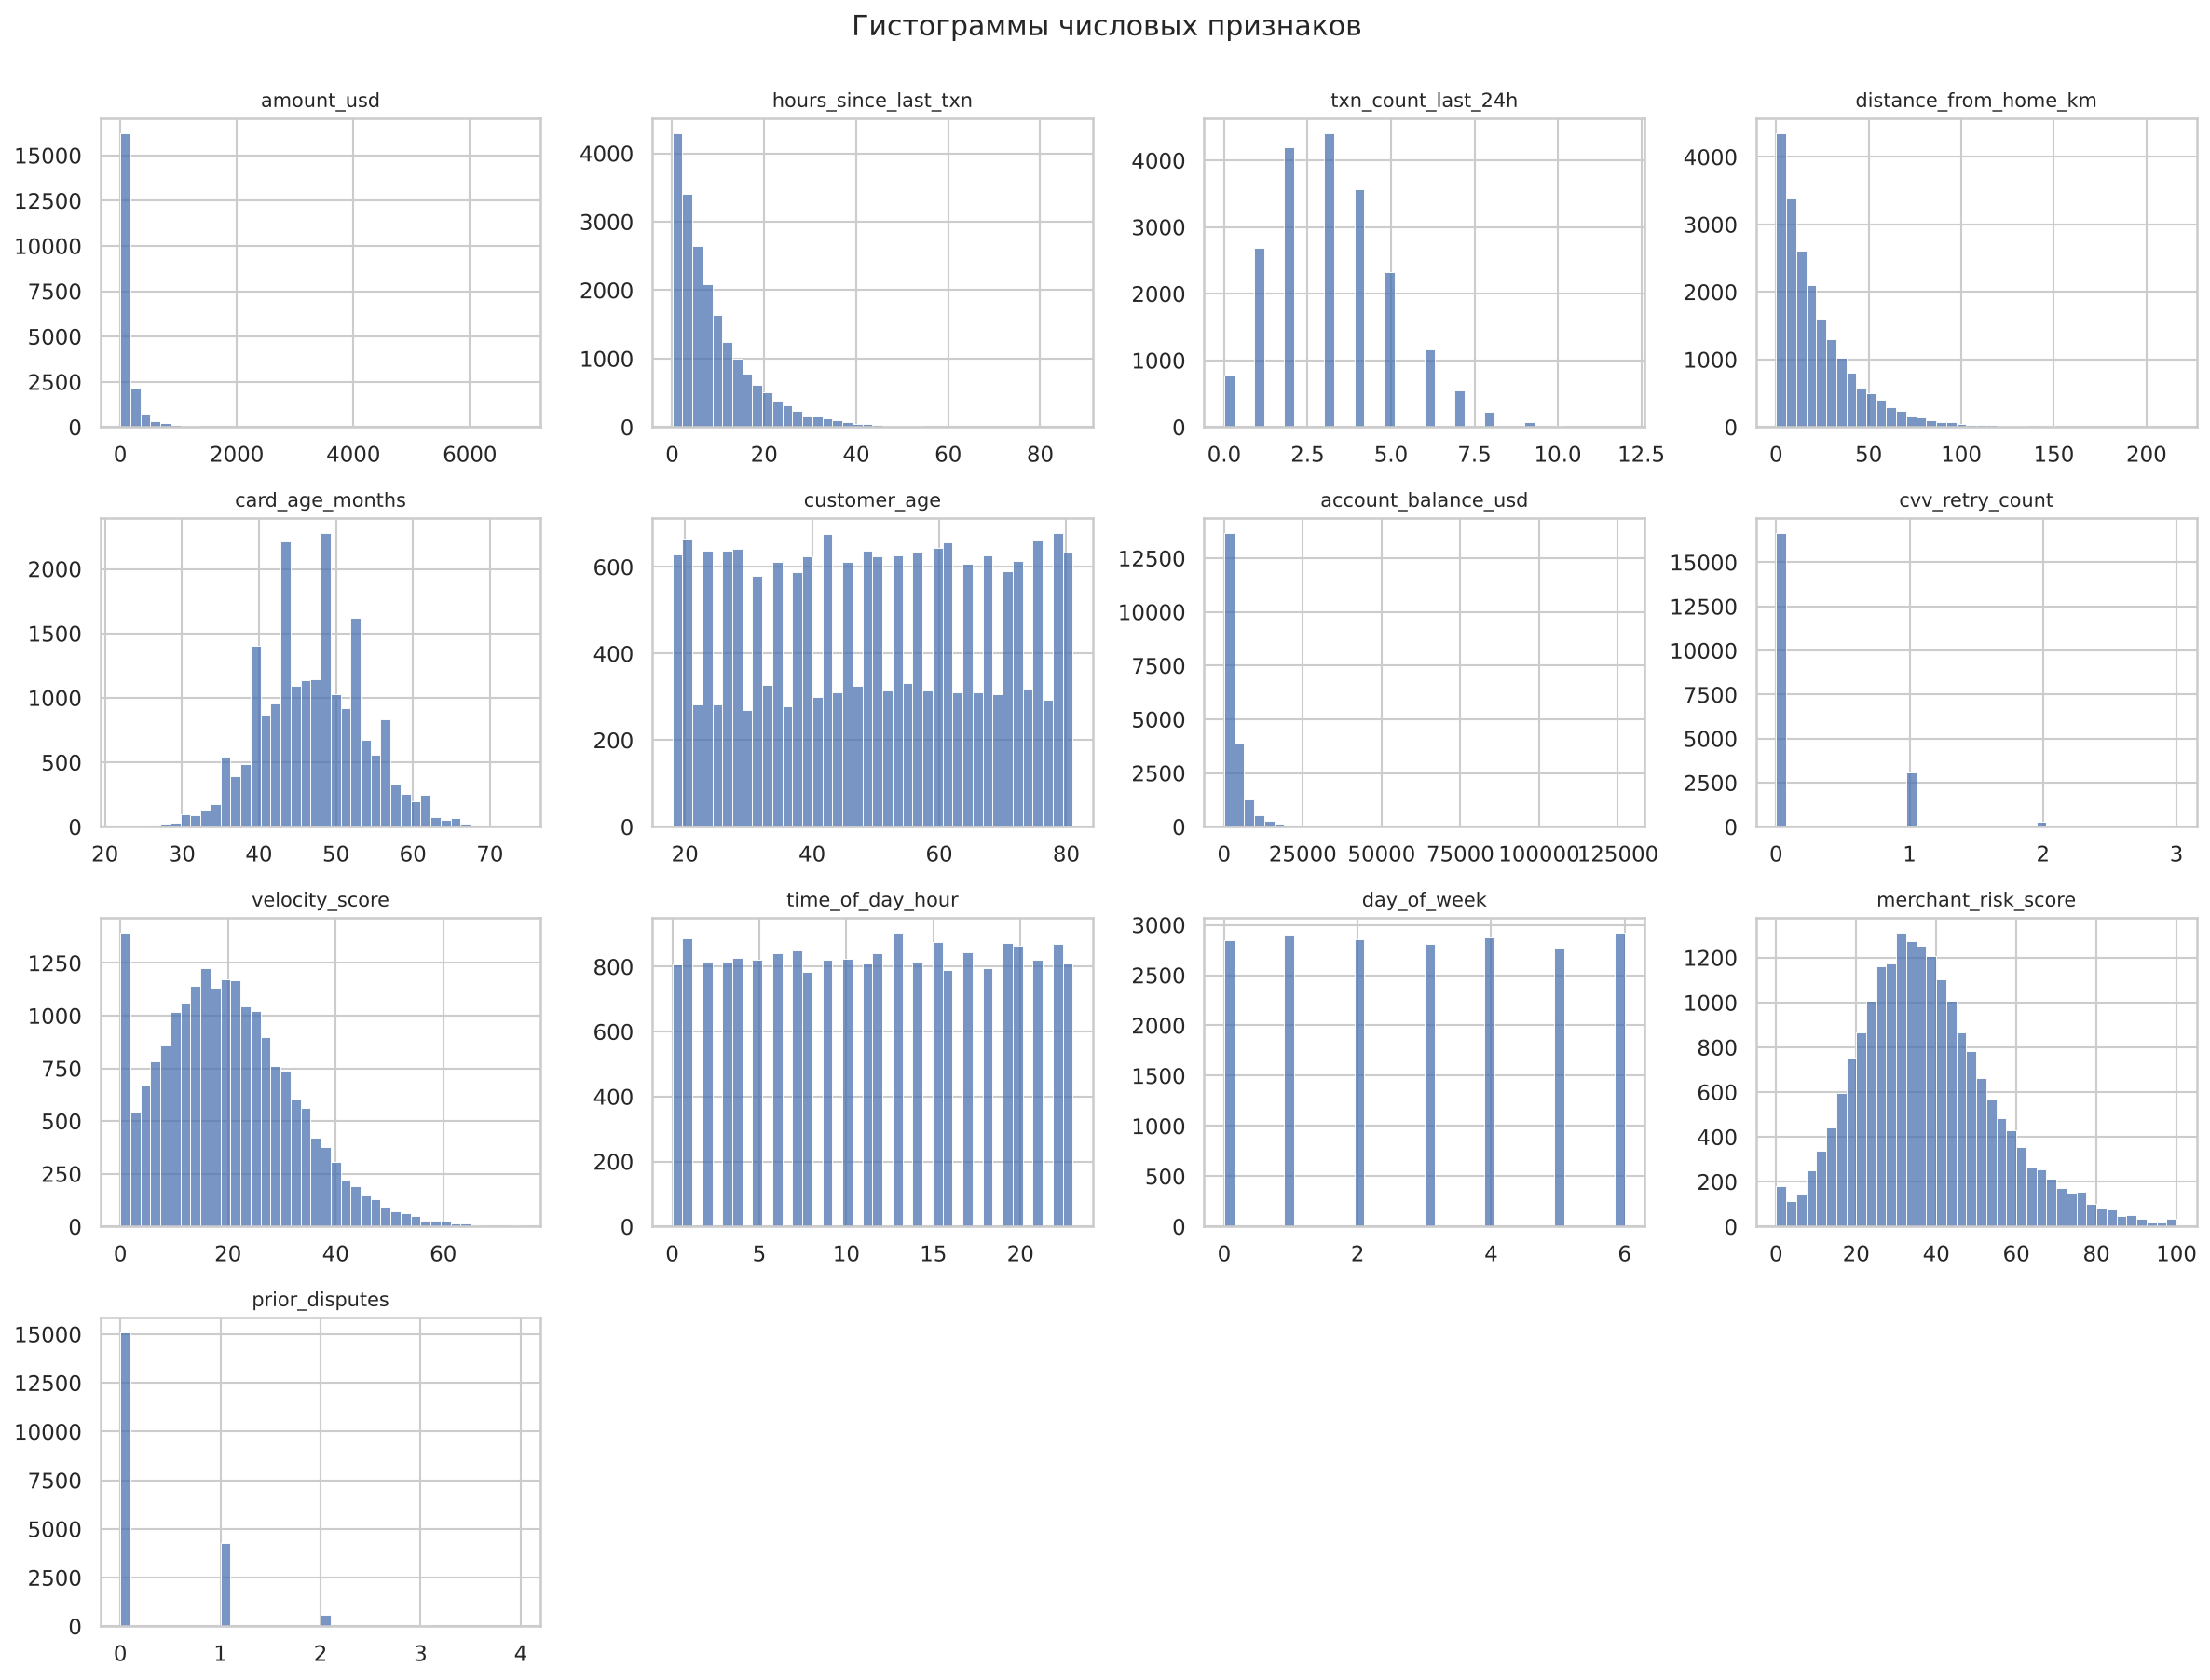 Гистограммы числовых признаков
amount_usd
hours_since_last_txn
txn_count_last_24h
distance_from_home_km
15000
12500
10000
7500
5000
2500
0
0 2000 4000 6000
4000
3000
2000
1000
0
0 20 40 60 80
4000
3000
2000
1000
0
0.0 2.5 5.0 7.5 10.0 12.5
4000
3000
2000
1000
0
0 50 100 150 200
card_age_months
customer_age
account_balance_usd
cvv_retry_count
2000
1500
1000
500
0
20 30 40 50 60 70
600
400
200
0
20 40 60 80
12500
10000
7500
5000
2500
0
0 25000 50000 75000 100000 125000
15000
12500
10000
7500
5000
2500
0
0 1 2 3
velocity_score
time_of_day_hour
day_of_week
merchant_risk_score
1250
1000
750
500
250
0
0 20 40 60
800
600
400
200
0
0 5 10 15 20
3000
2500
2000
1500
1000
500
0
0 2 4 6
1200
1000
800
600
400
200
0
0 20 40 60 80 100
prior_disputes
15000
12500
10000
7500
5000
2500
0
0 1 2 3 4